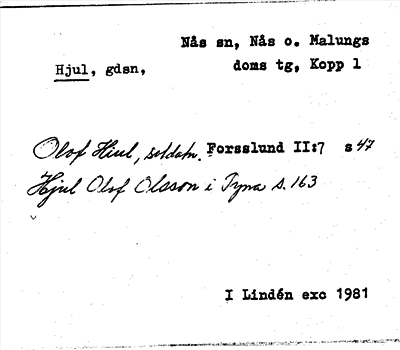 Nås sn, Nås o. Malungs
Hjul, gdsn, doms tg, Kopp 1
Olof Hiul, soldatn. Forsslund II:7 s 47
Hjul Olof Olsson i Tyna s. 163
I Lindén exc 1981